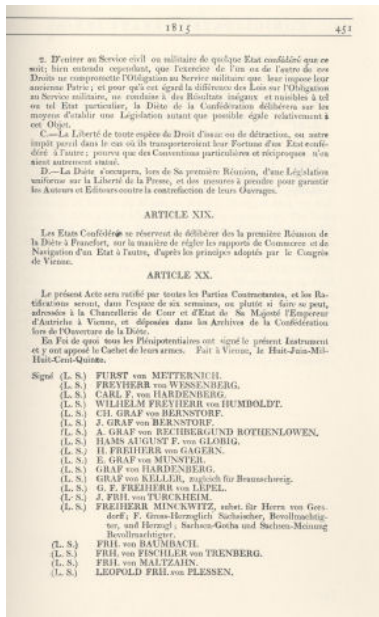 1815 451
2. D'entrer au Service civil ou militaire de quelque Etat confédéré que ce
soit; bien entendu cependant, que l'exercice de l'un ou de l'autre de ces
Droits ne compromette l'Obligation au Service militaire que leur impose leur
ancienne Patrie; et pour qu'à cet égard la différence des Lois sur l'Obligation
au Service militaire, ne conduise à des Résultats inégaux et nuisibles à tel
ou tel Etat particulier, la Diète de la Confédération délibérera sur les
moyens d'établir une Législation autant que possible égale relativement à
cet Objet.
C.—La Liberté de toute espèce de Droit d'issue ou de détraction, ou autre
impôt pareil dans le cas où ils transporteroient leur Fortune d'un Etat confé-
déré à l'autre; pourvu que des Conventions particulières et réciproques n'en
aient autrement statué.
D.—La Diète s'occupera, lors de Sa première Réunion, d'une Législation
uniforme sur la Liberté de la Presse, et des mesures à prendre pour garantir
les Auteurs et Editeurs contre la contrefaction de leurs Ouvrages.
ARTICLE XIX.
Les Etats Confédérés se réservent de délibérer dès la première Réunion de
la Diète à Francfort, sur la manière de régler les rapports de Commerce et de
Navigation d'un Etat à l'autre, d'après les principes adoptés par le Congrès
de Vienne.
ARTICLE XX.
Le présent Acte sera ratifié par toutes les Parties Contractantes, et les Ra-
tifications seront, dans l'espace de six semaines, ou plutôt si faire se peut,
adressées à la Chancellerie de Cour et d'Etat de Sa Majesté l'Empereur
d'Autriche à Vienne, et déposées dans les Archives de la Confédération
lors de l'Ouverture de la Diète.
En Foi de quoi tous les Plénipotentiaires ont signé le présent Instrument
et y ont apposé le Cachet de leurs armes. Fait à Vienne, le Huit-Juin-Mil-
Huit-Cent-Quinze.
Signé (L. S.) FURST von METTERNICH.
(L. S.) FREYHERR von WESSENBERG.
(L. S.) CARL F. von HARDENBERG.
(L. S.) WILHELM FREYHERR von HUMBOLDT.
(L. S.) CH. GRAF von BERNSTORF.
(L. S.) J. GRAF von BERNSTORF.
(L. S.) A. GRAF von RECHBERGUND ROTHENLOWEN.
(L. S.) HAMS AUGUST F. von GLOBIG.
(L. S.) H. FREIHERR von GAGERN.
(L. S.) E. GRAF von MUNSTER.
(L. S.) GRAF von HARDENBERG.
(L. S.) GRAF von KELLER, zugleich für Braunschweig.
(L. S.) G. F. FREIHERR von LEPEL.
(L. S.) J. FRH. von TURCKHEIM.
(L. S.) FREIHERR MINCKWITZ, subst. für Herrn von Gers-
dorff; F. Gross-Herzoglich Sächsischer, Bevollmachtig-
ter, und Herzogl; Sachsen-Gotha und Sachsen-Meinung
Bevollmachtigter.
(L. S.) FRH. von BAUMBACH.
(L. S.) FRH. von FISCHLER von TRENBERG.
(L. S.) FRH. von MALTZAHN.
(L. S.) LEOPOLD FRH. von PLESSEN.